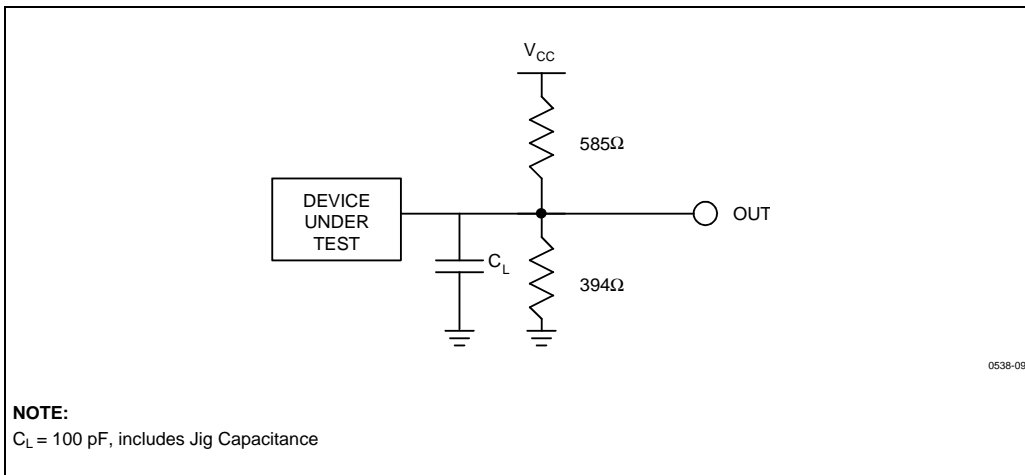 V_CC
585Ω
DEVICE
UNDER
TEST
OUT
C_L
394Ω
0538-09
NOTE:
C_L = 100 pF, includes Jig Capacitance